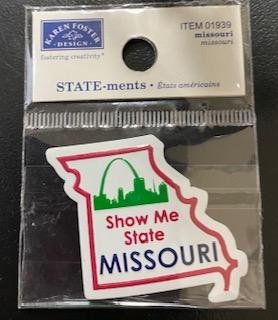 KAREN FOSTER
DESIGN
fostering creativity
ITEM 01939
missouri
missouri
STATE-ments • États américains
Show Me
State
MISSOURI